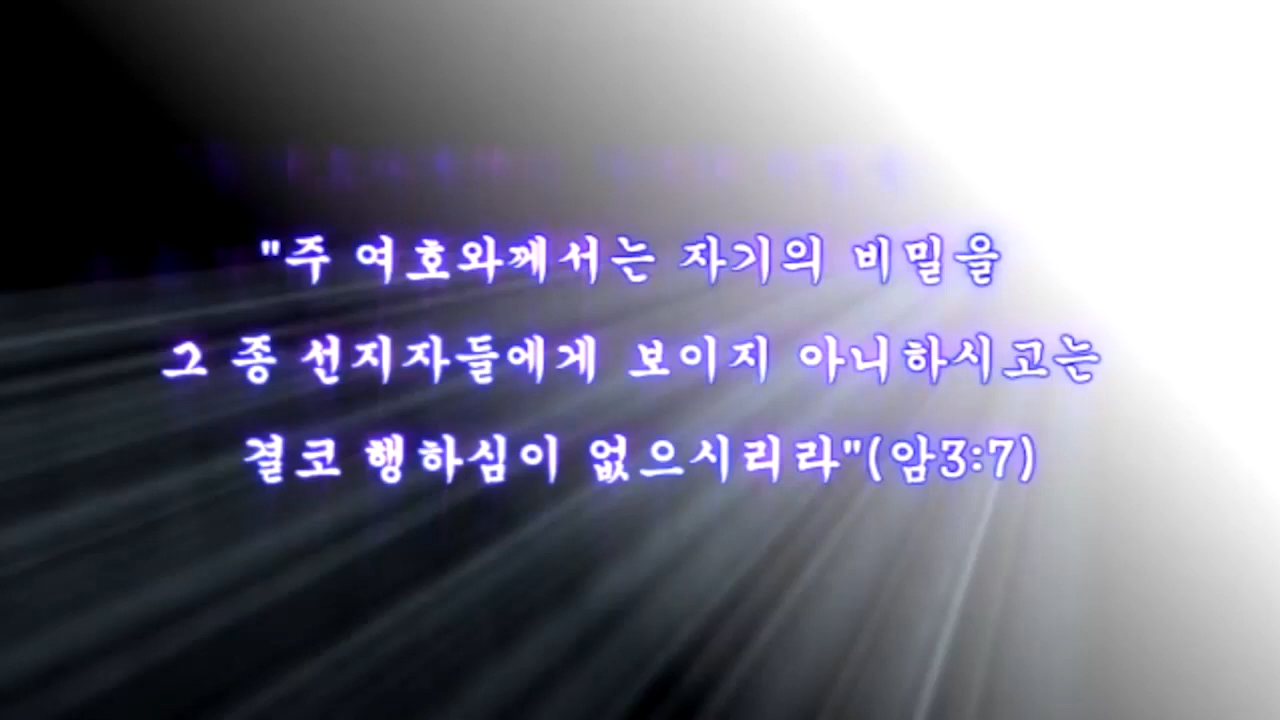 "주 여호와께서는 자기의 비밀을
그 종 선지자들에게 보이지 아니하시고는
결코 행하심이 없으시리라"(암3:7)